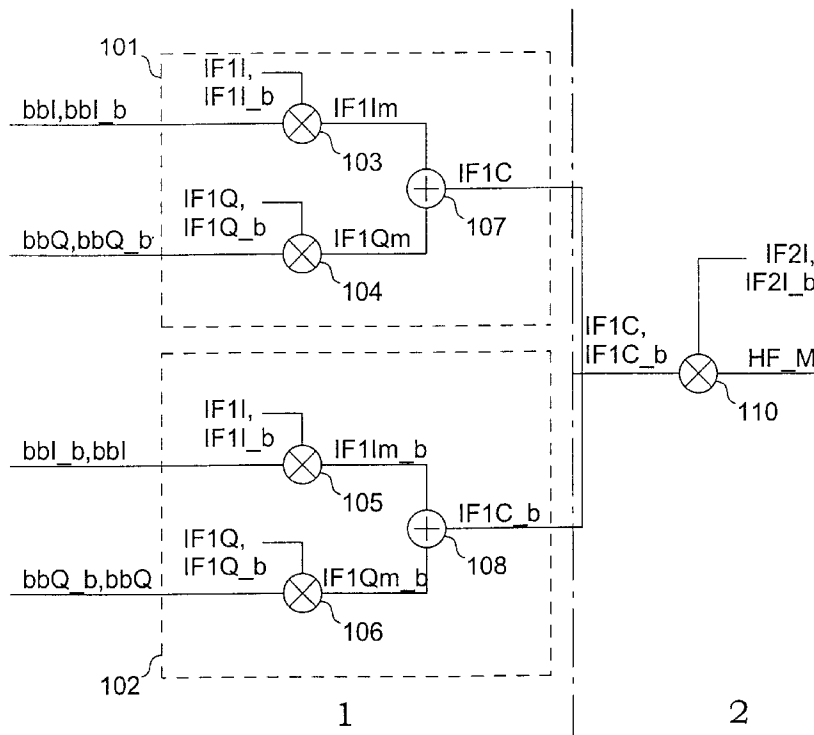 101
IF1I,
IF1I_b
bbI,bbI_b
IF1Im
103
IF1C
107
IF1Q,
IF1Q_b
bbQ,bbQ_b
IF1Qm
104
IF2I,
IF2I_b
IF1C,
IF1C_b
HF_M
110
IF1I,
IF1I_b
bbI_b,bbI
IF1Im_b
105
IF1C_b
108
IF1Q,
IF1Q_b
bbQ_b,bbQ
IF1Qm_b
106
102
1
2